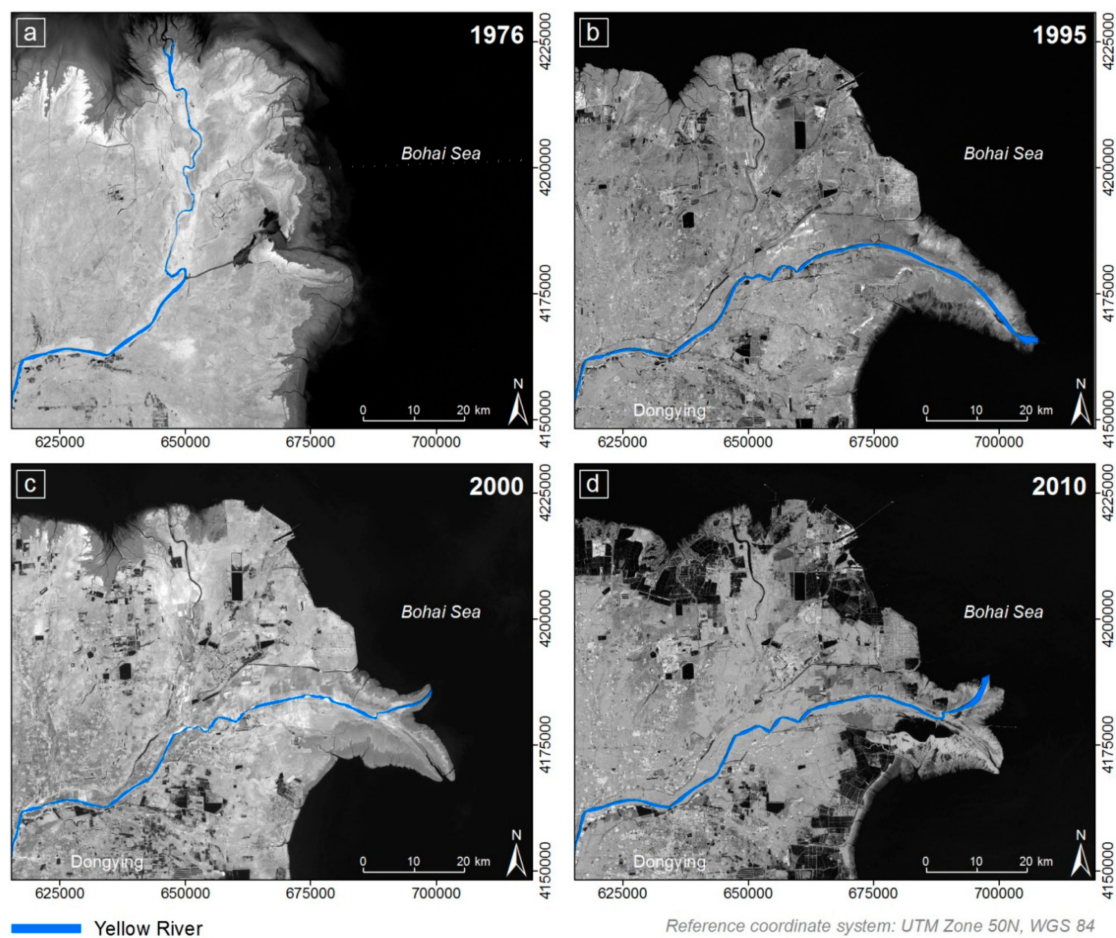 a
1976
4225000
Bohai Sea
4200000
4175000
N
0 10 20 km
4150000
625000 650000 675000 700000
b
1995
4225000
Bohai Sea
4200000
4175000
Dongying
N
0 10 20 km
4150000
625000 650000 675000 700000
c
2000
4225000
Bohai Sea
4200000
4175000
Dongying
N
0 10 20 km
4150000
625000 650000 675000 700000
d
2010
4225000
Bohai Sea
4200000
4175000
Dongying
N
0 10 20 km
4150000
625000 650000 675000 700000
Yellow River
Reference coordinate system: UTM Zone 50N, WGS 84